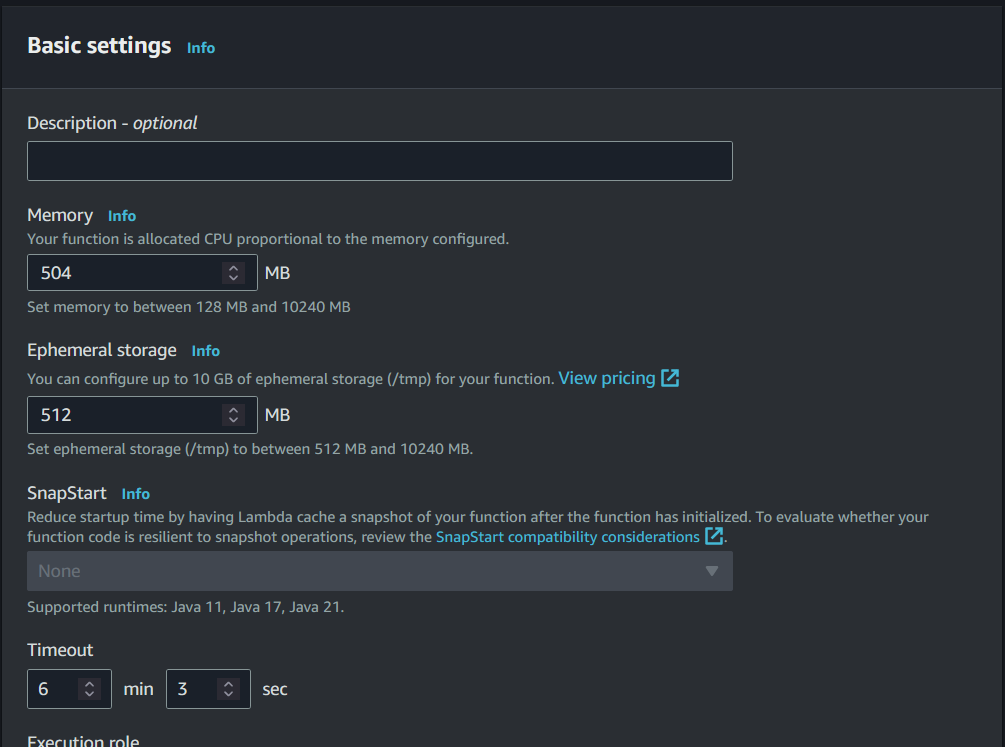 Basic settings Info
Description - optional
Memory Info
Your function is allocated CPU proportional to the memory configured.
504 MB
Set memory to between 128 MB and 10240 MB
Ephemeral storage Info
You can configure up to 10 GB of ephemeral storage (/tmp) for your function. View pricing
512 MB
Set ephemeral storage (/tmp) to between 512 MB and 10240 MB.
SnapStart Info
Reduce startup time by having Lambda cache a snapshot of your function after the function has initialized. To evaluate whether your
function code is resilient to snapshot operations, review the SnapStart compatibility considerations .
None
Supported runtimes: Java 11, Java 17, Java 21.
Timeout
6 min 3 sec
Execution role